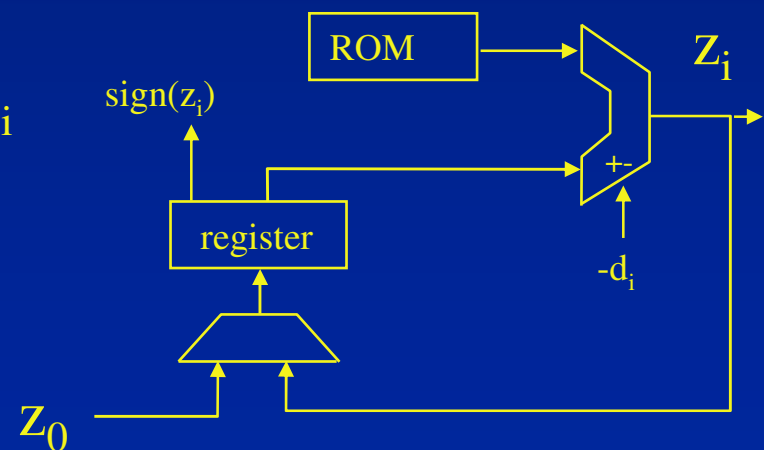 ROM
z_i
sign(z_i)
i
+-
register
-d_i
z_0